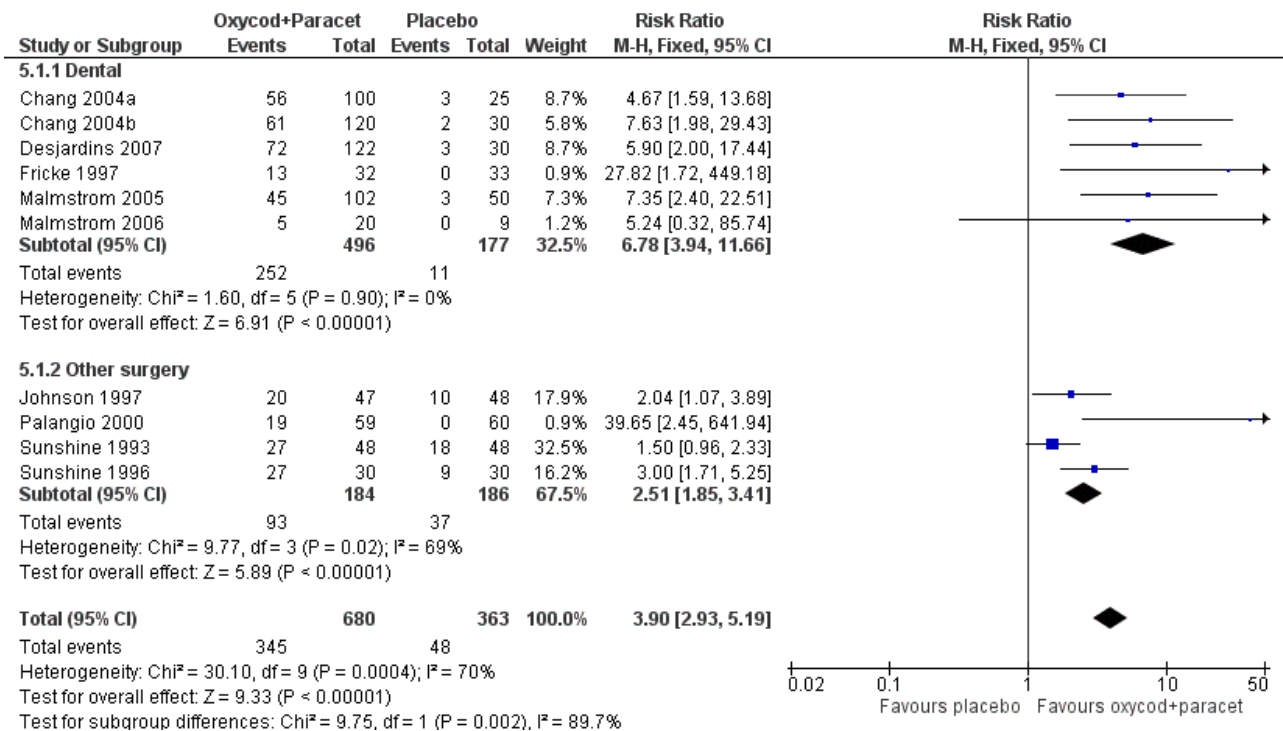 Oxycod+Paracet Placebo Risk Ratio Risk Ratio
Study or Subgroup Events Total Events Total Weight M-H, Fixed, 95% CI M-H, Fixed, 95% CI
5.1.1 Dental
Chang 2004a 56 100 3 25 8.7% 4.67 [1.59, 13.68]
Chang 2004b 61 120 2 30 5.8% 7.63 [1.98, 29.43]
Desjardins 2007 72 122 3 30 8.7% 5.90 [2.00, 17.44]
Fricke 1997 13 32 0 33 0.9% 27.82 [1.72, 449.18]
Malmstrom 2005 45 102 3 50 7.3% 7.35 [2.40, 22.51]
Malmstrom 2006 5 20 0 9 1.2% 5.24 [0.32, 85.74]
Subtotal (95% CI) 496 177 32.5% 6.78 [3.94, 11.66]
Total events 252 11
Heterogeneity: Chi² = 1.60, df = 5 (P = 0.90); I² = 0%
Test for overall effect: Z = 6.91 (P < 0.00001)
5.1.2 Other surgery
Johnson 1997 20 47 10 48 17.9% 2.04 [1.07, 3.89]
Palangio 2000 19 59 0 60 0.9% 39.65 [2.45, 641.94]
Sunshine 1993 27 48 18 48 32.5% 1.50 [0.96, 2.33]
Sunshine 1996 27 30 9 30 16.2% 3.00 [1.71, 5.25]
Subtotal (95% CI) 184 186 67.5% 2.51 [1.85, 3.41]
Total events 93 37
Heterogeneity: Chi² = 9.77, df = 3 (P = 0.02); I² = 69%
Test for overall effect: Z = 5.89 (P < 0.00001)
Total (95% CI) 680 363 100.0% 3.90 [2.93, 5.19]
Total events 345 48
Heterogeneity: Chi² = 30.10, df = 9 (P = 0.0004); I² = 70%
Test for overall effect: Z = 9.33 (P < 0.00001)
Test for subgroup differences: Chi² = 9.75, df = 1 (P = 0.002), I² = 89.7%
0.02 0.1 1 10 50
Favours placebo Favours oxycod+paracet